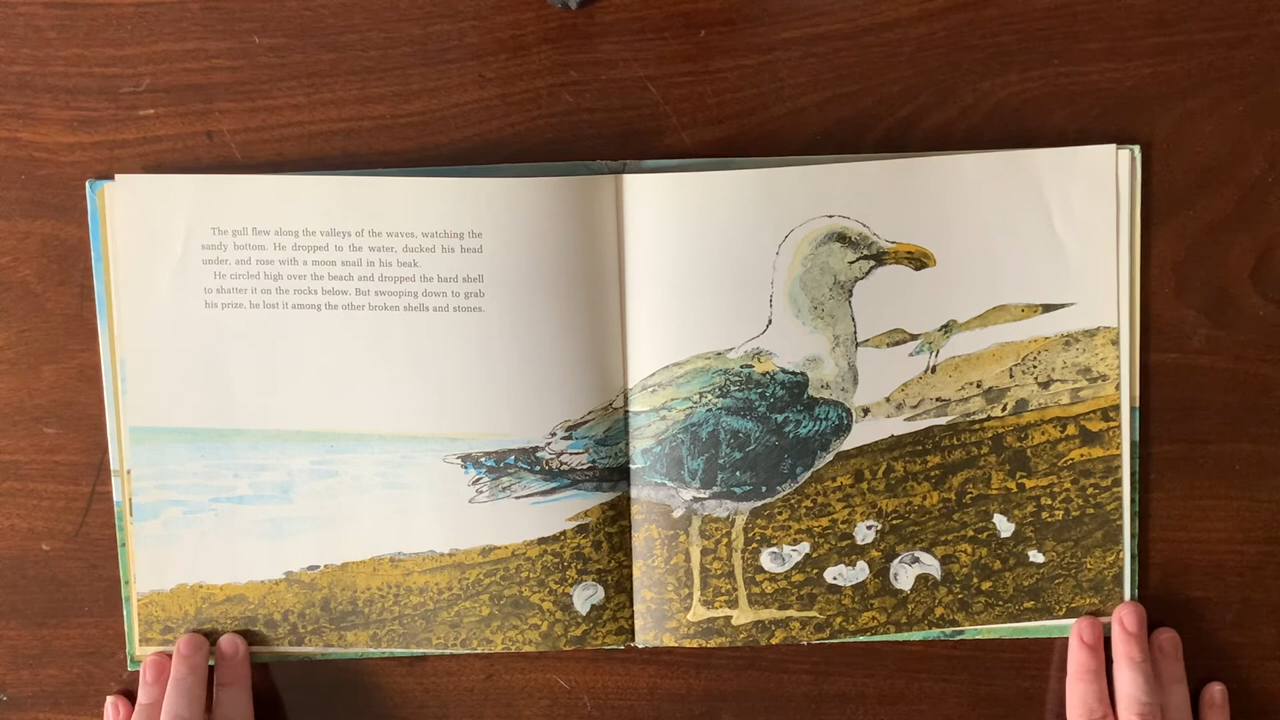 The gull flew along the valleys of the waves, watching the
sandy bottom. He dropped to the water, ducked his head
under, and rose with a moon snail in his beak.
He circled high over the beach and dropped the hard shell
to shatter it on the rocks below. But swooping down to grab
his prize, he lost it among the other broken shells and stones.